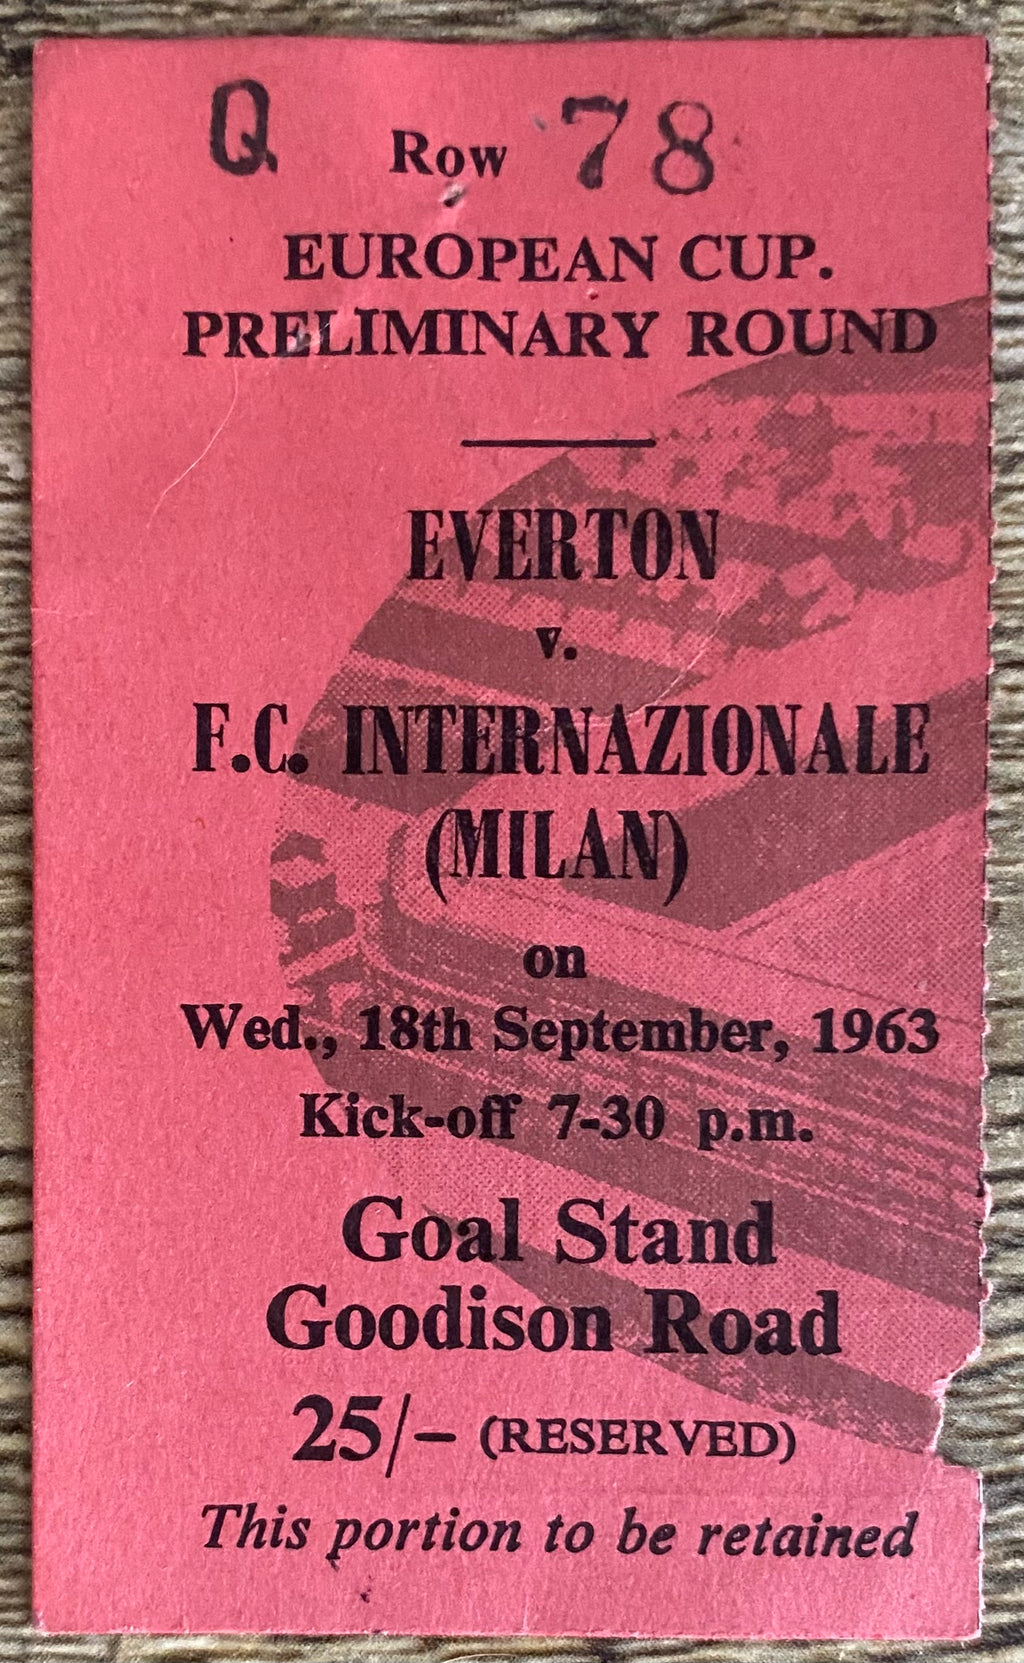 Q Row 78
EUROPEAN CUP.
PRELIMINARY ROUND
EVERTON
v.
F.C. INTERNAZIONALE
(MILAN)
on
Wed., 18th September, 1963
Kick-off 7-30 p.m.
Goal Stand
Goodison Road
25/- (RESERVED)
This portion to be retained